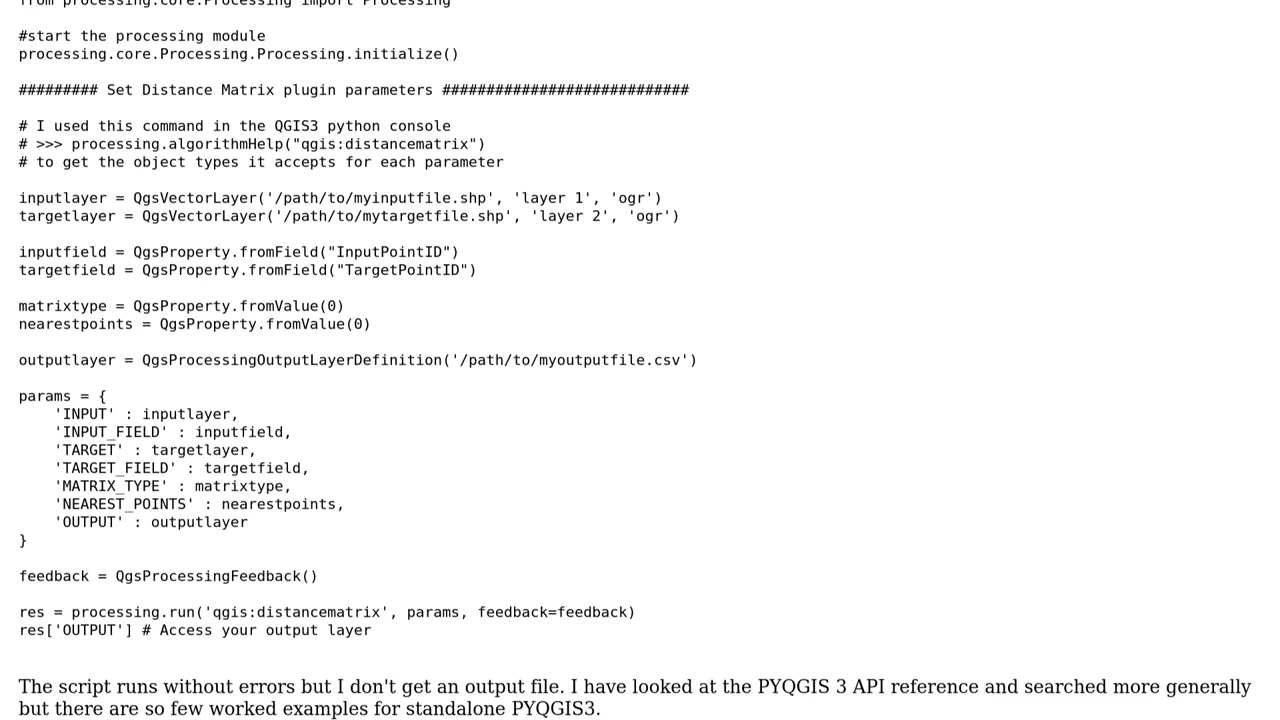 from processing.core.Processing import Processing
#start the processing module
processing.core.Processing.Processing.initialize()
######### Set Distance Matrix plugin parameters ############################
# I used this command in the QGIS3 python console
# >>> processing.algorithmHelp("qgis:distancematrix")
# to get the object types it accepts for each parameter
inputlayer = QgsVectorLayer('/path/to/myinputfile.shp', 'layer 1', 'ogr')
targetlayer = QgsVectorLayer('/path/to/mytargetfile.shp', 'layer 2', 'ogr')
inputfield = QgsProperty.fromField("InputPointID")
targetfield = QgsProperty.fromField("TargetPointID")
matrixtype = QgsProperty.fromValue(0)
nearestpoints = QgsProperty.fromValue(0)
outputlayer = QgsProcessingOutputLayerDefinition('/path/to/myoutputfile.csv')
params = {
    'INPUT' : inputlayer,
    'INPUT_FIELD' : inputfield,
    'TARGET' : targetlayer,
    'TARGET_FIELD' : targetfield,
    'MATRIX_TYPE' : matrixtype,
    'NEAREST_POINTS' : nearestpoints,
    'OUTPUT' : outputlayer
}
feedback = QgsProcessingFeedback()
res = processing.run('qgis:distancematrix', params, feedback=feedback)
res['OUTPUT'] # Access your output layer
The script runs without errors but I don't get an output file. I have looked at the PYQGIS 3 API reference and searched more generally
but there are so few worked examples for standalone PYQGIS3.